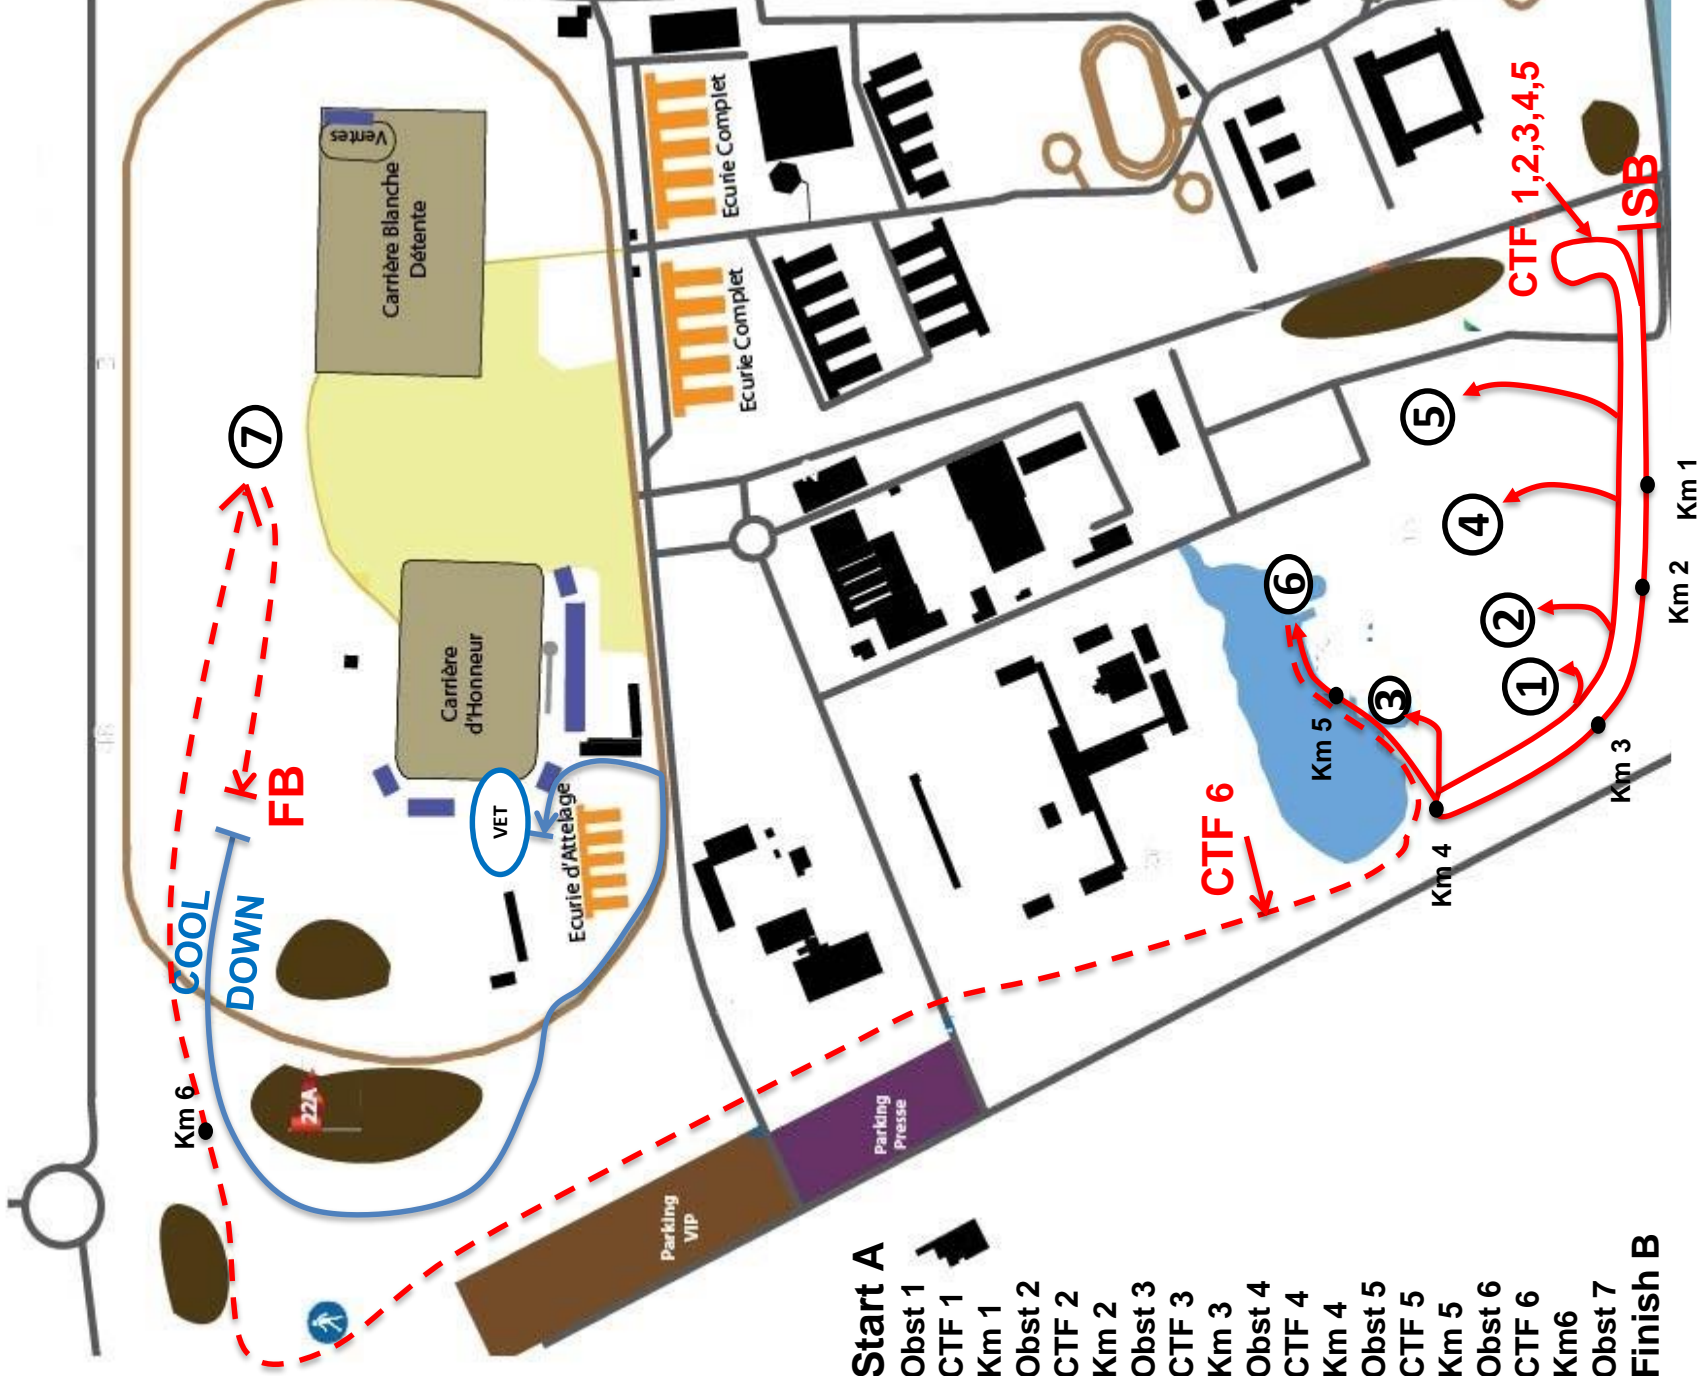 Ventes
Carrière Blanche
Détente
Ecurie Complet
Ecurie Complet
CTF 1,2,3,4,5
SB
7
5
4
2
1
3
6
Km 1
Km 2
Km 3
Km 4
Km 5
Carrière
d'Honneur
FB
VET
Ecurie d'Attelage
COOL
DOWN
CTF 6
Km 6
22A
Parking
Presse
Parking
VIP
Start A
Obst 1
CTF 1
Km 1
Obst 2
CTF 2
Km 2
Obst 3
CTF 3
Km 3
Obst 4
CTF 4
Km 4
Obst 5
CTF 5
Km 5
Obst 6
CTF 6
Km6
Obst 7
Finish B